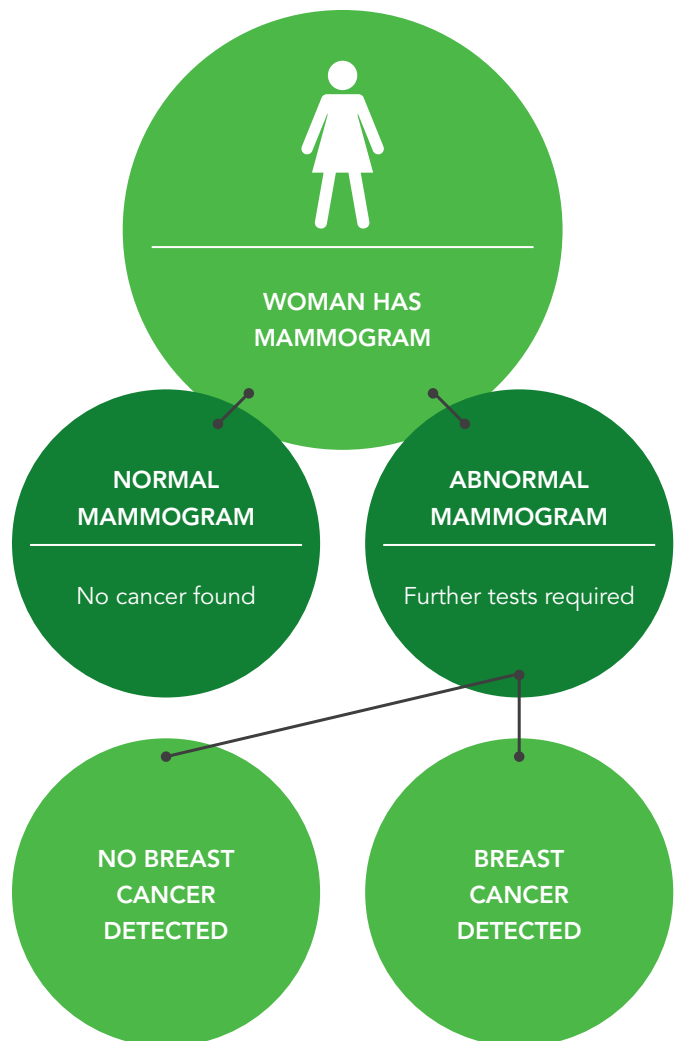 WOMAN HAS
MAMMOGRAM
NORMAL
MAMMOGRAM
No cancer found
ABNORMAL
MAMMOGRAM
Further tests required
NO BREAST
CANCER
DETECTED
BREAST
CANCER
DETECTED